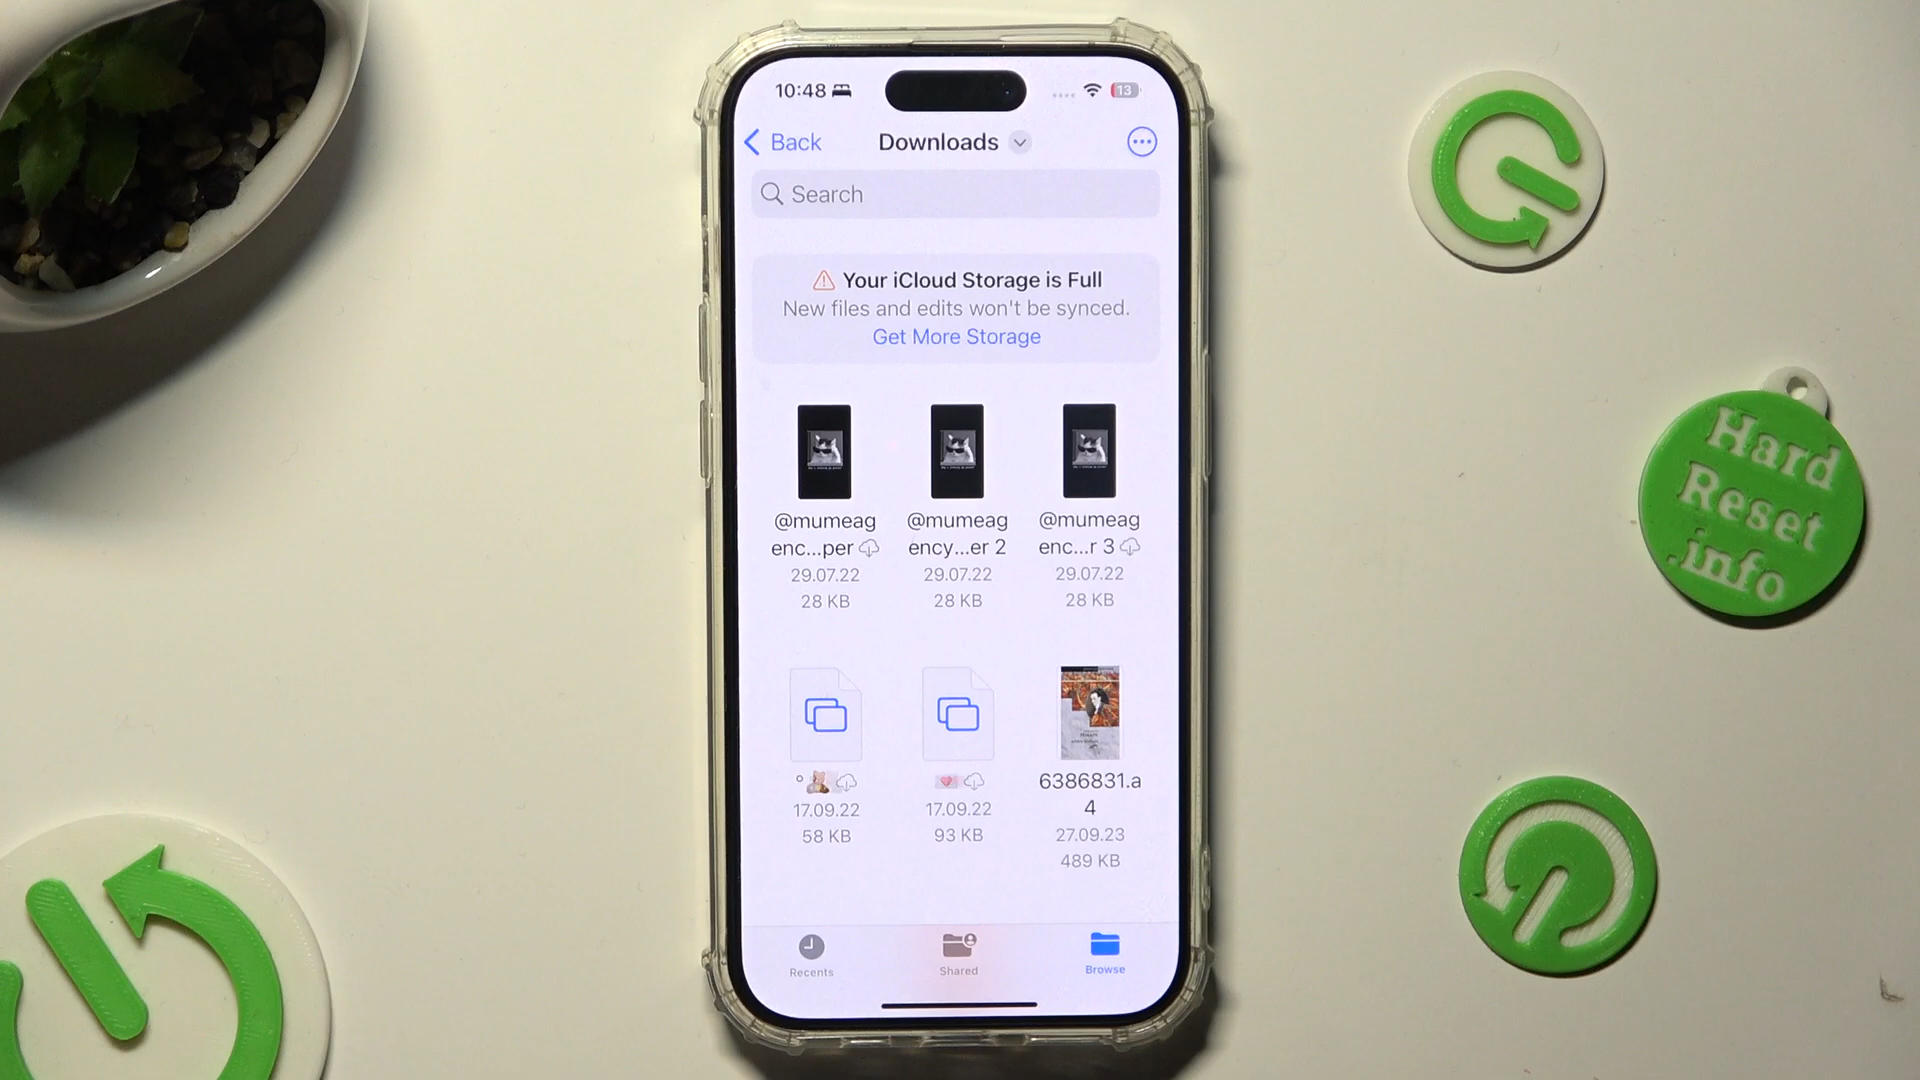 10:48
13
Back
Downloads
Search
Your iCloud Storage is Full
New files and edits won't be synced.
Get More Storage
@mumeag
enc...per
29.07.22
28 KB
@mumeag
ency...er 2
29.07.22
28 KB
@mumeag
enc...r 3
29.07.22
28 KB
17.09.22
58 KB
17.09.22
93 KB
6386831.a
4
27.09.23
489 KB
Recents
Shared
Browse
Hard
Reset
.info